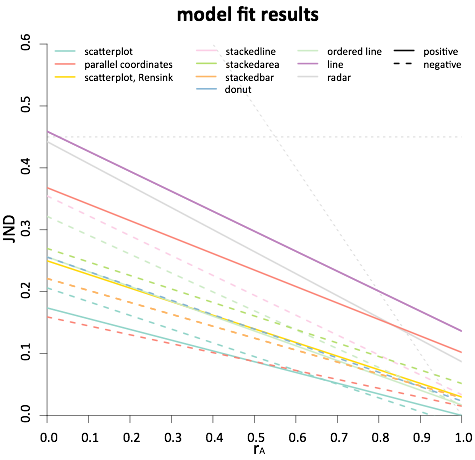 model fit results
scatterplot
parallel coordinates
scatterplot, Rensink
stackedline
stackedarea
stackedbar
donut
ordered line
line
radar
positive
negative
JND
0.6
0.5
0.4
0.3
0.2
0.1
0.0
0.0 0.1 0.2 0.3 0.4 0.5 0.6 0.7 0.8 0.9 1.0
rA